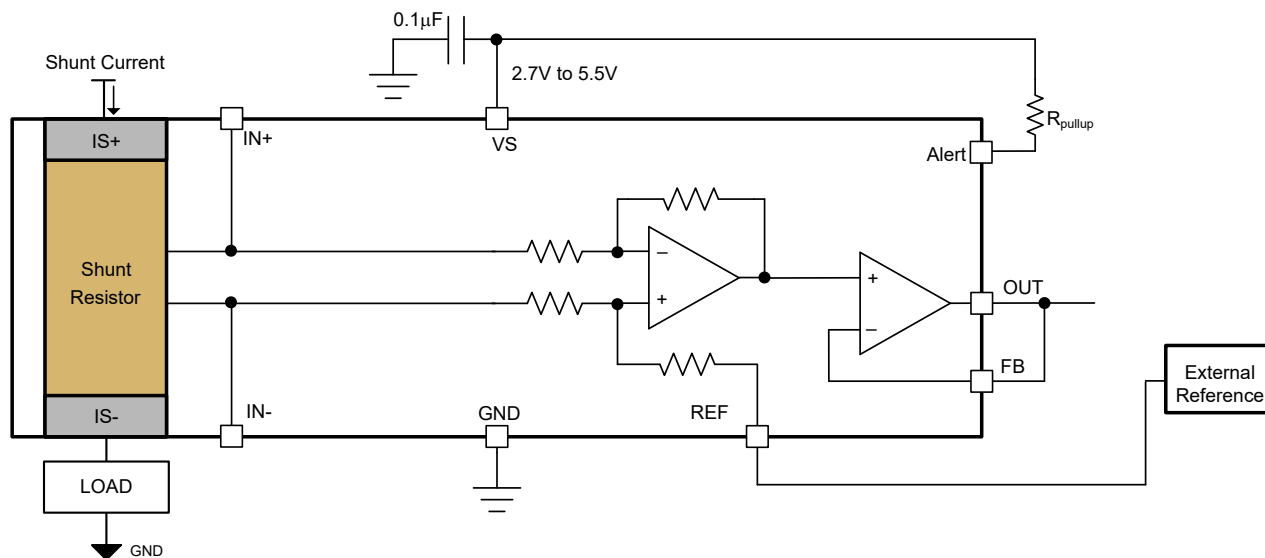 0.1μF
Shunt Current
2.7V to 5.5V
IS+
IN+
VS
Rpullup
Alert
Shunt
Resistor
−
+
+
−
OUT
FB
External
Reference
IS-
IN-
GND
REF
LOAD
GND